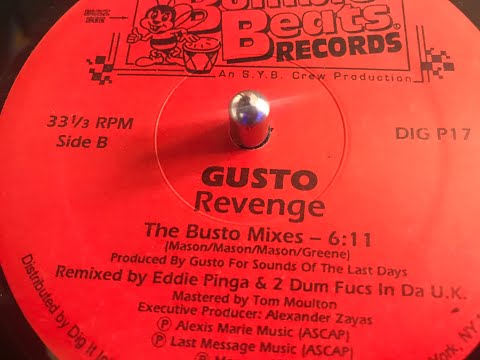 Beats
RECORDS
An S.Y.B. Crew Production
33 1/3 RPM
Side B
DIG P17
GUSTO
Revenge
The Busto Mixes – 6:11
(Mason/Mason/Mason/Greene)
Produced By Gusto For Sounds Of The Last Days
Remixed by Eddie Pinga & 2 Dum Fucs In Da U.K.
Mastered by Tom Moulton
Executive Producer: Alexander Zayas
Ⓟ Alexis Marie Music (ASCAP)
Ⓟ Last Message Music (ASCAP)
Distributed by Dig It
NY